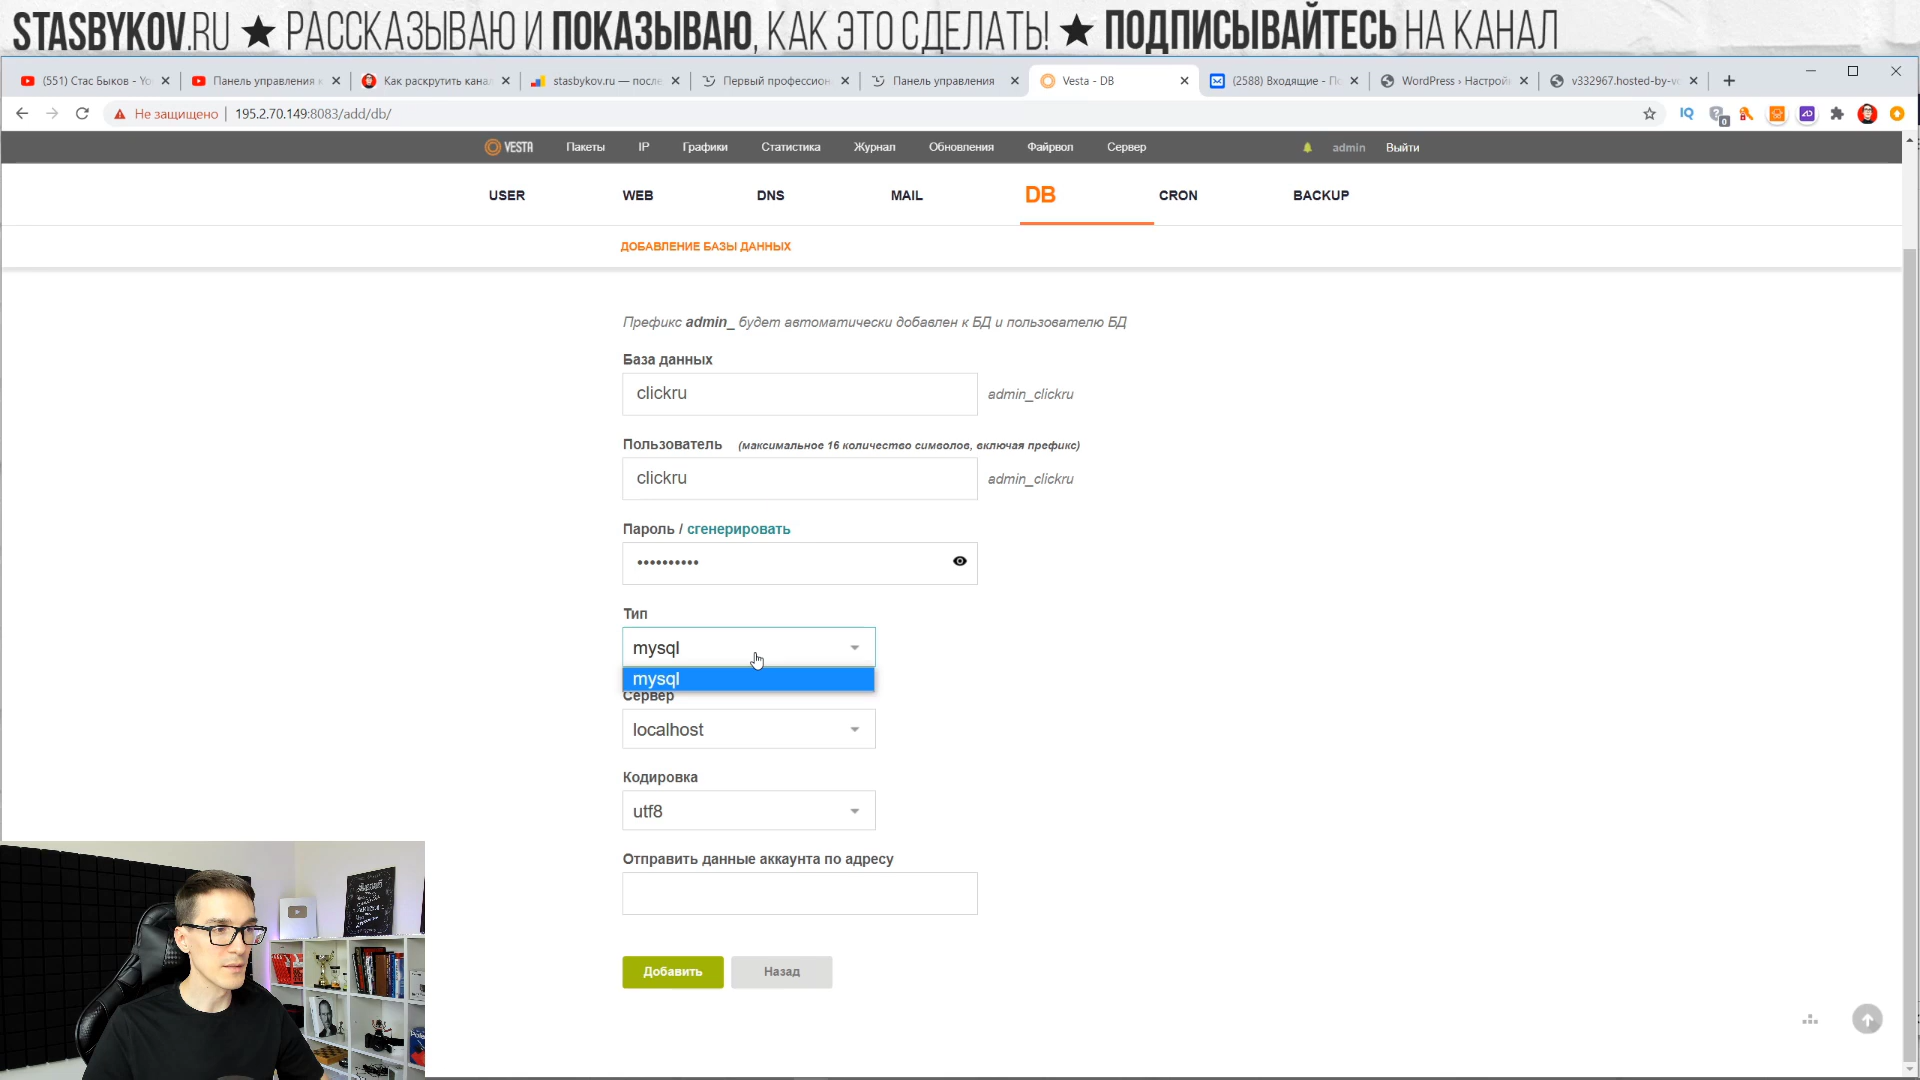 STASBYKOV.RU ★ РАССКАЗЫВАЮ И ПОКАЗЫВАЮ, КАК ЭТО СДЕЛАТЬ! ★ ПОДПИСЫВАЙТЕСЬ НА КАНАЛ
(551) Стас Быков - Yo
Панель управления к
Как раскрутить канал
stasbykov.ru — после
Первый профессион
Панель управления
Vesta - DB
(2588) Входящие - По
WordPress › Настрой
v332967.hosted-by-v
Не защищено
195.2.70.149:8083/add/db/
IQ
0
VESTA
Пакеты
IP
Графики
Статистика
Журнал
Обновления
Файрвол
Сервер
admin
Выйти
USER
WEB
DNS
MAIL
DB
CRON
BACKUP
ДОБАВЛЕНИЕ БАЗЫ ДАННЫХ
Префикс admin_ будет автоматически добавлен к БД и пользователю БД
База данных
clickru
admin_clickru
Пользователь (максимальное 16 количество символов, включая префикс)
clickru
admin_clickru
Пароль / сгенерировать
••••••••••
Тип
mysql
mysql
Сервер
localhost
Кодировка
utf8
Отправить данные аккаунта по адресу
Добавить
Назад